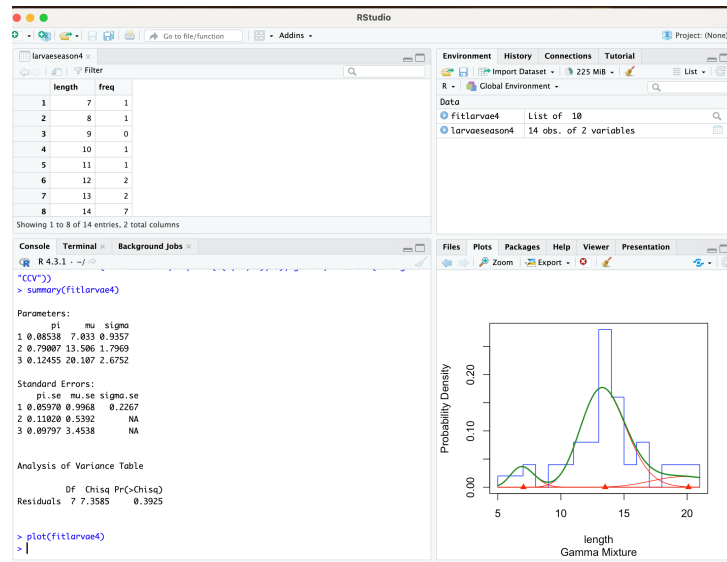 RStudio
Go to file/function
Addins
Project: (None)
larvaeseason4
Filter
length freq
1 7 1
2 8 1
3 9 0
4 10 1
5 11 1
6 12 2
7 13 2
8 14 7
Showing 1 to 8 of 14 entries, 2 total columns
Console Terminal Background Jobs
R 4.3.1 · ~/
"CCV"))
> summary(fitlarvae4)
Parameters:
pi mu sigma
1 0.08538 7.033 0.9357
2 0.79007 13.506 1.7969
3 0.12455 20.107 2.6752
Standard Errors:
pi.se mu.se sigma.se
1 0.05970 0.9968 0.2267
2 0.11020 0.5392 NA
3 0.09797 3.4538 NA
Analysis of Variance Table
Df Chisq Pr(>Chisq)
Residuals 7 7.3585 0.3925
> plot(fitlarvae4)
>
Environment History Connections Tutorial
Import Dataset 225 MiB List
R Global Environment
Data
fitlarvae4 List of 10
larvaeseason4 14 obs. of 2 variables
Files Plots Packages Help Viewer Presentation
Zoom Export
Probability Density
0.20
0.10
0.00
5 10 15 20
length
Gamma Mixture